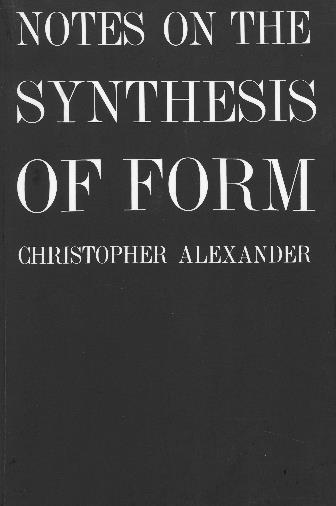 NOTES ON THE
SYNTHESIS
OF FORM
CHRISTOPHER ALEXANDER